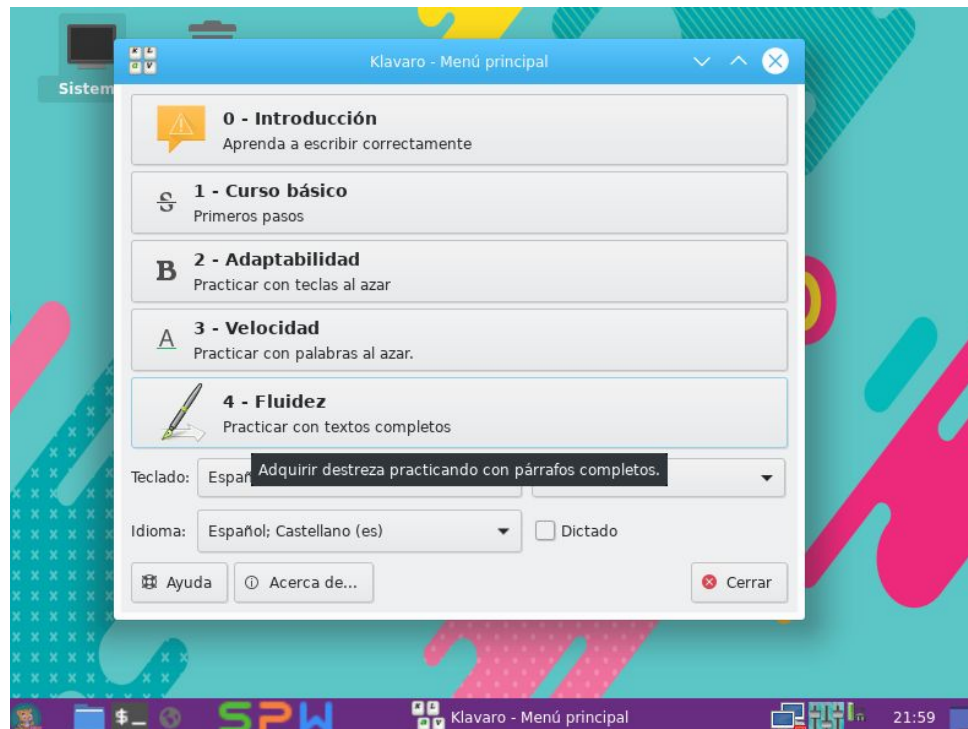 Sistem
Klavaro - Menú principal
0 - Introducción
Aprenda a escribir correctamente
1 - Curso básico
Primeros pasos
2 - Adaptabilidad
Practicar con teclas al azar
3 - Velocidad
Practicar con palabras al azar.
4 - Fluidez
Practicar con textos completos
Adquirir destreza practicando con párrafos completos.
Teclado: Españ
Idioma: Español; Castellano (es) Dictado
Ayuda Acerca de... Cerrar
SPW Klavaro - Menú principal 21:59